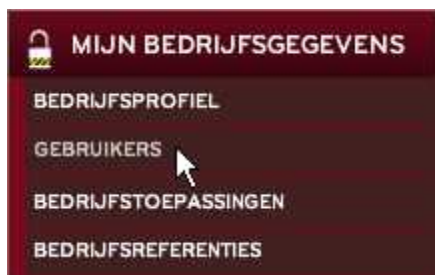 MIJN BEDRIJFSGEGEVENS
BEDRIJFSPROFIEL
GEBRUIKERS
BEDRIJFSTOEPASSINGEN
BEDRIJFSREFERENTIES